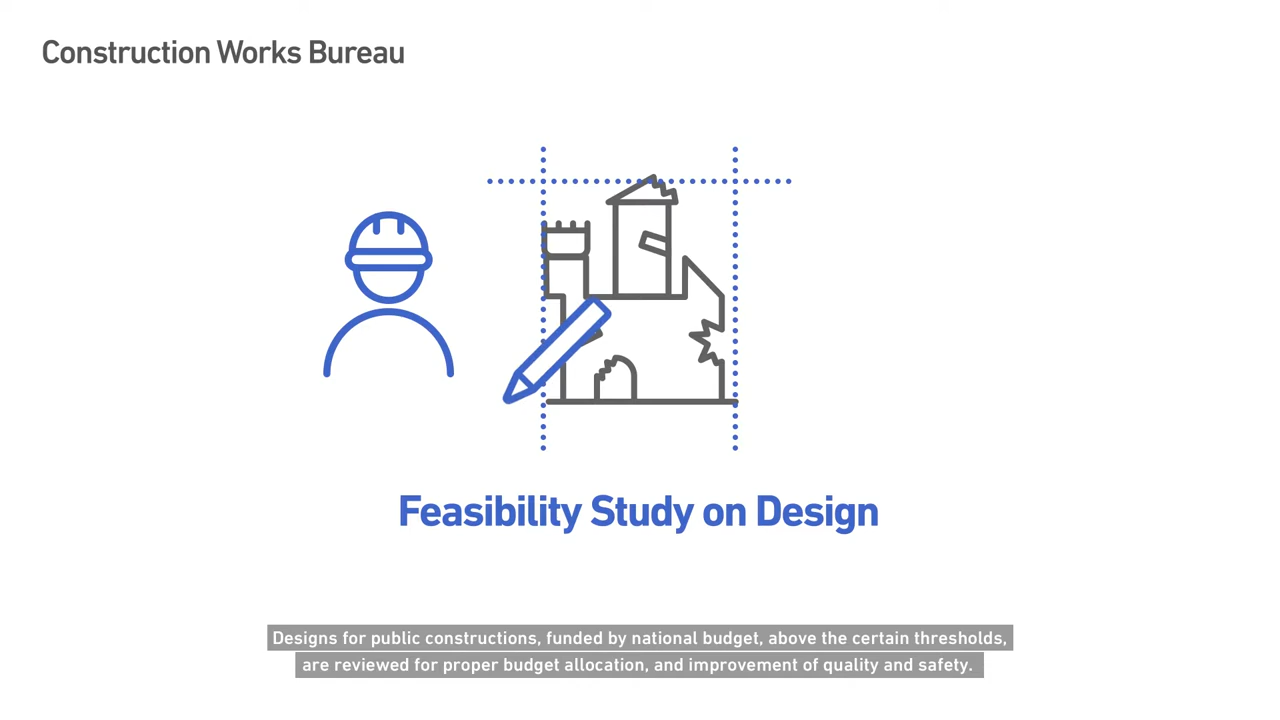 Construction Works Bureau
Feasibility Study on Design
Designs for public constructions, funded by national budget, above the certain thresholds,
are reviewed for proper budget allocation, and improvement of quality and safety.